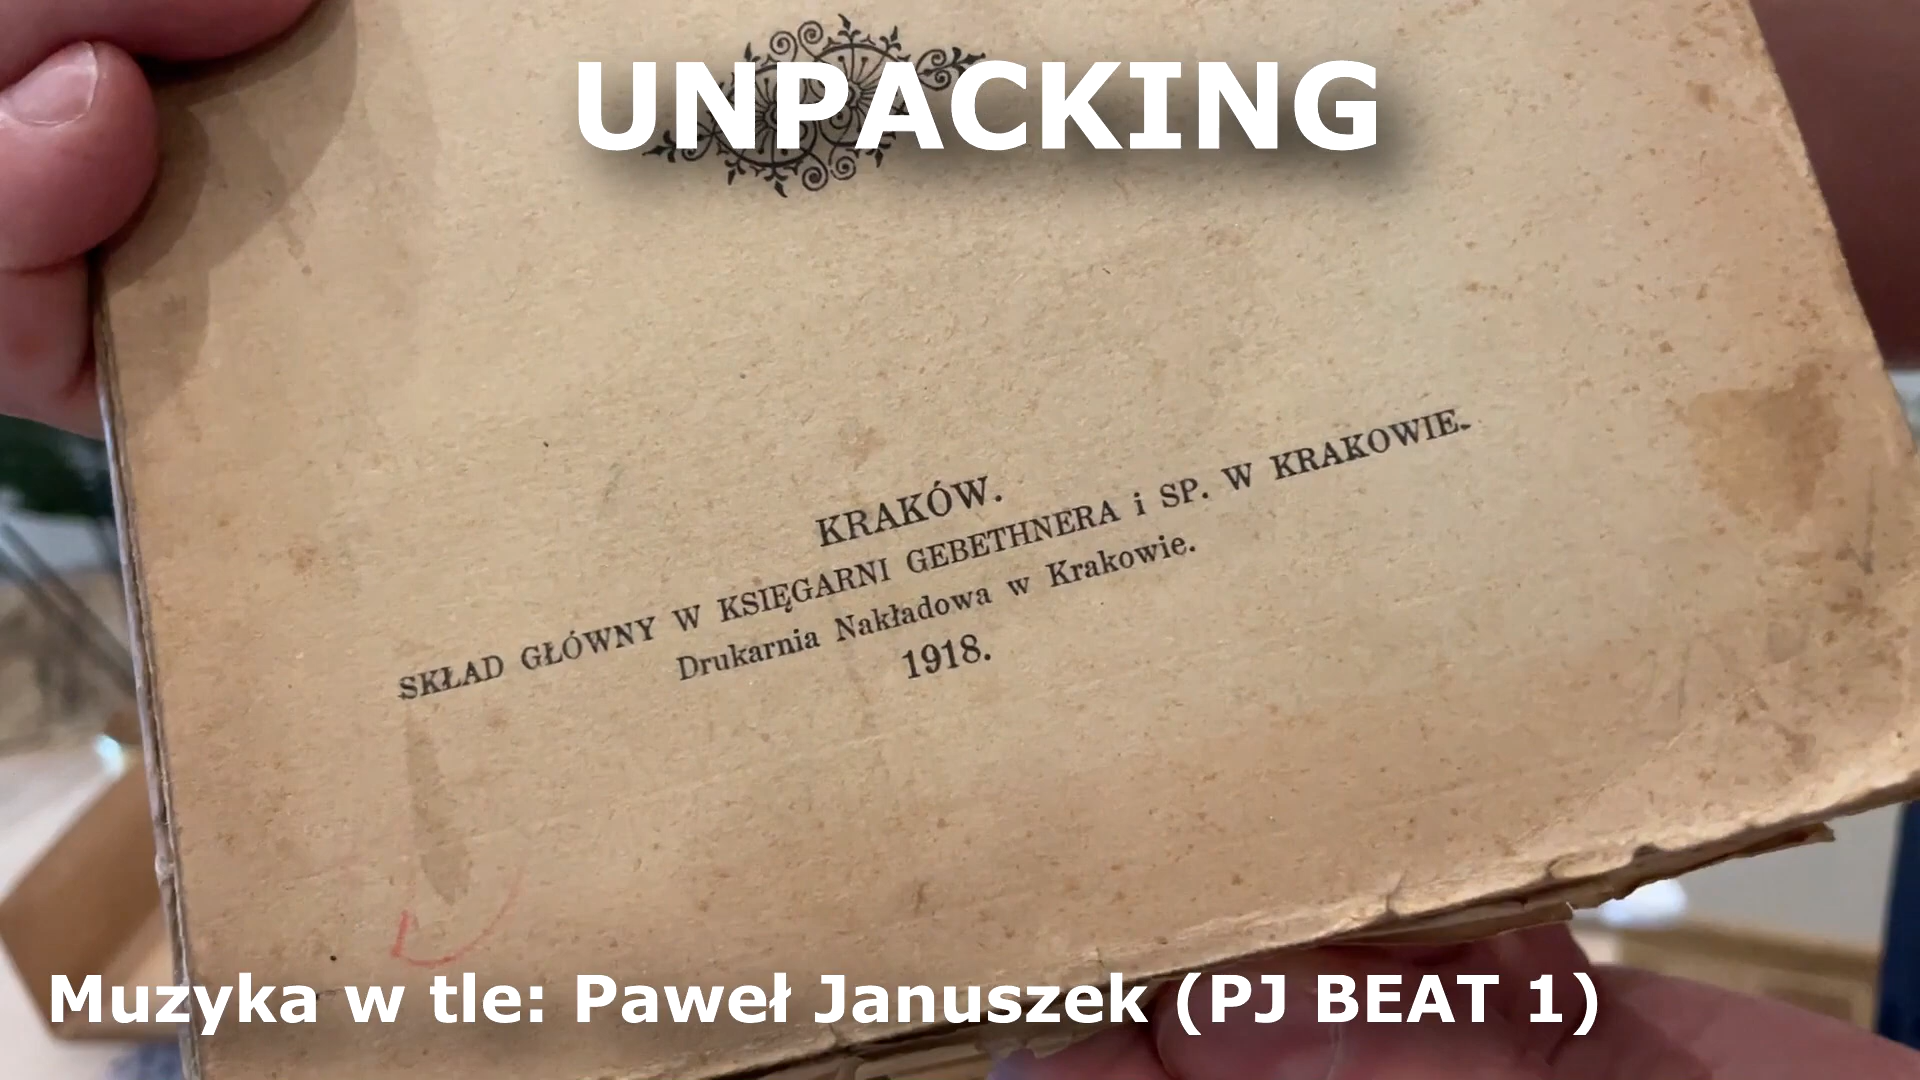 UNPACKING
KRAKÓW.
SKŁAD GŁÓWNY W KSIĘGARNI GEBETHNERA i SP. W KRAKOWIE.
Drukarnia Nakładowa w Krakowie.
1918.
Muzyka w tle: Paweł Januszek (PJ BEAT 1)